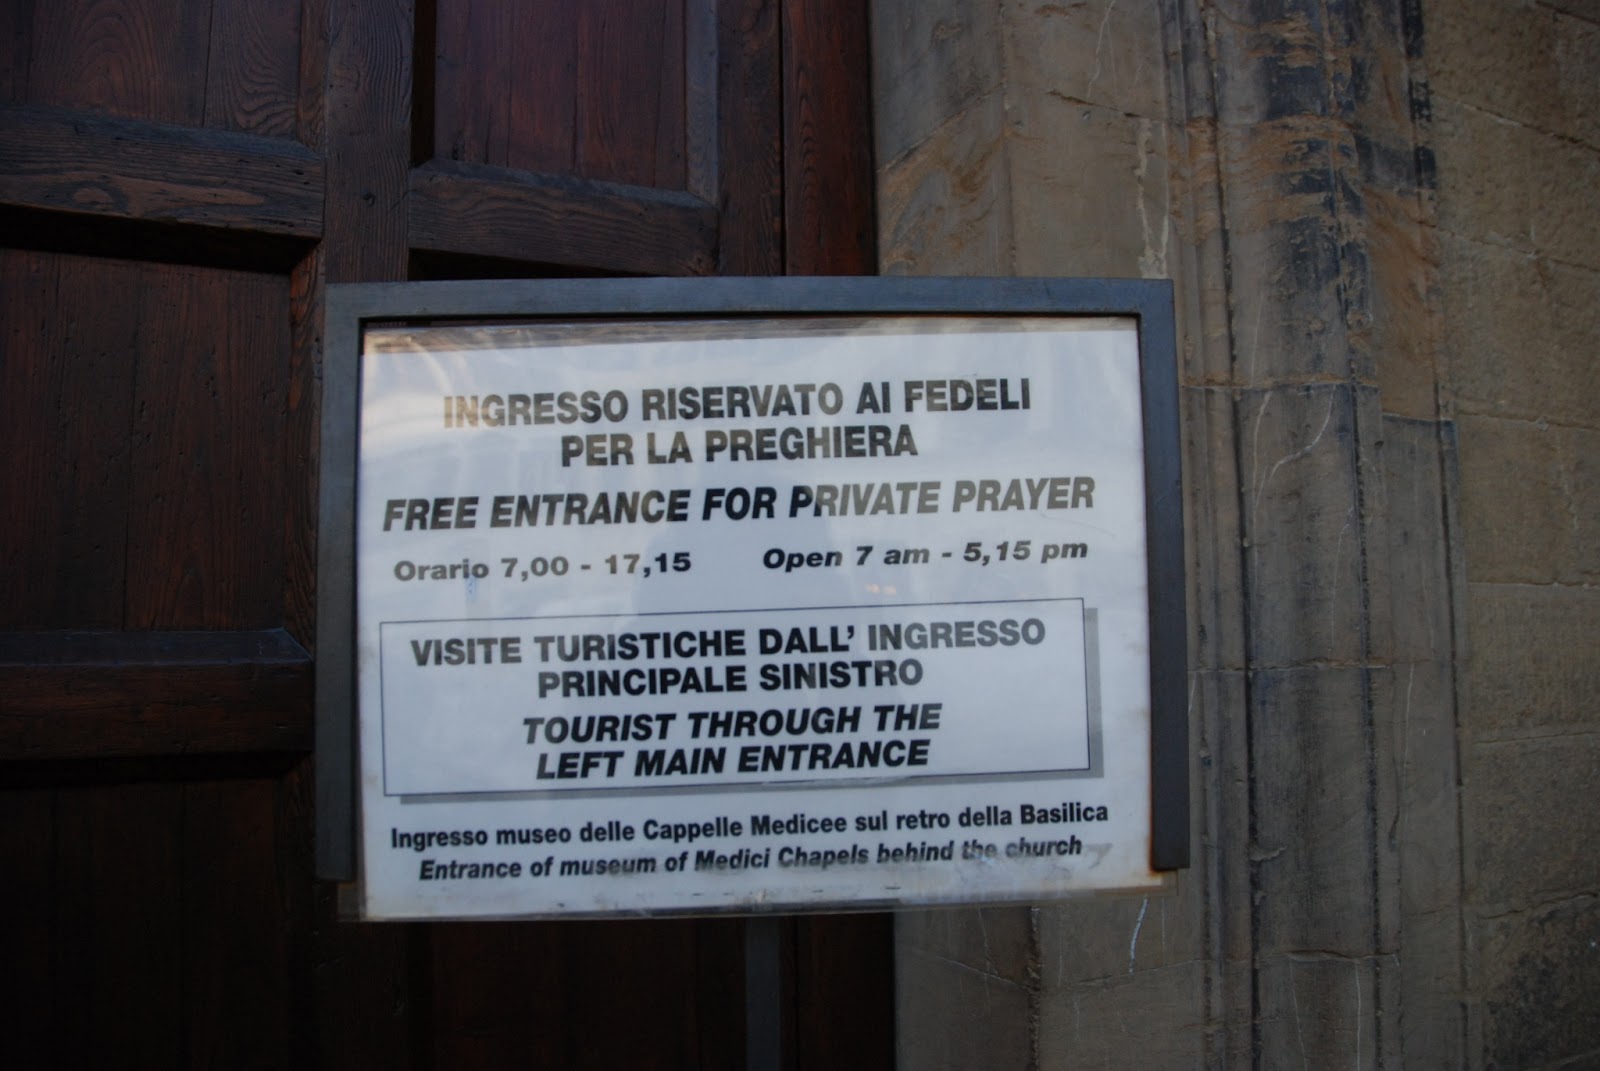 INGRESSO RISERVATO AI FEDELI
PER LA PREGHIERA
FREE ENTRANCE FOR PRIVATE PRAYER
Orario 7,00 - 17,15 Open 7 am - 5,15 pm
VISITE TURISTICHE DALL' INGRESSO
PRINCIPALE SINISTRO
TOURIST THROUGH THE
LEFT MAIN ENTRANCE
Ingresso museo delle Cappelle Medicee sul retro della Basilica
Entrance of museum of Medici Chapels behind the church